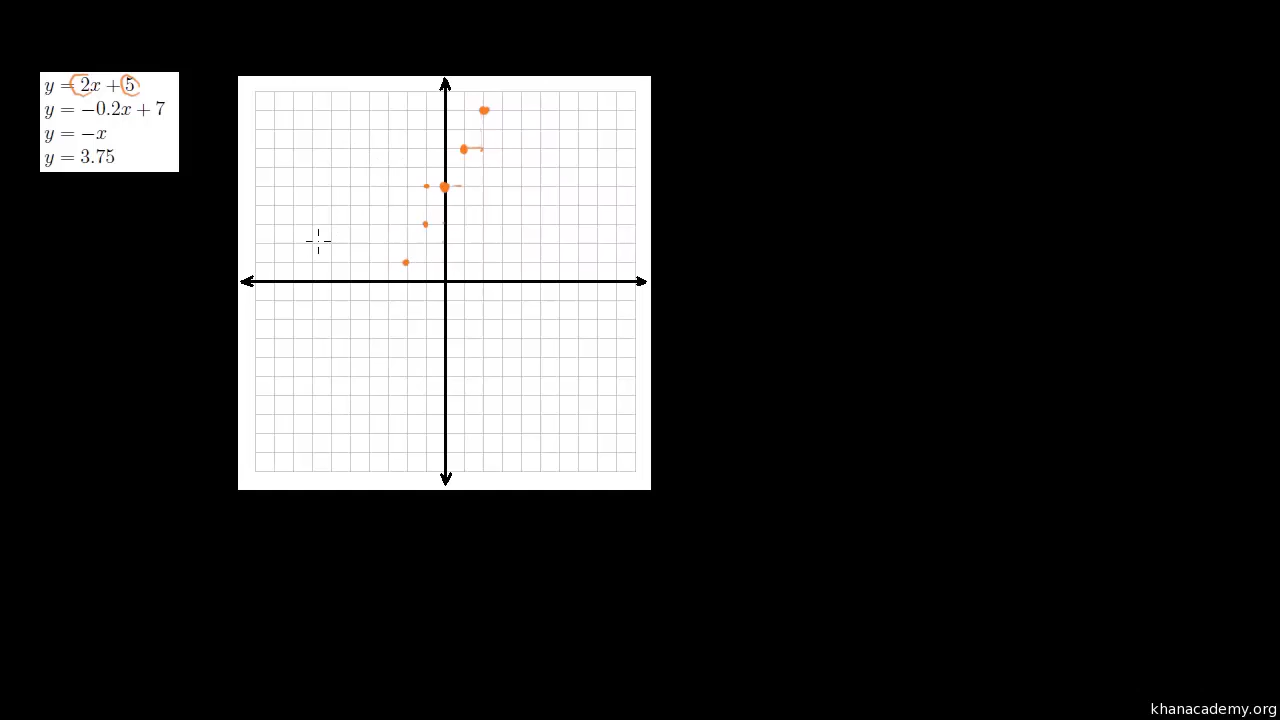 y = 2x + 5
y = −0.2x + 7
y = −x
y = 3.75
khanacademy.org